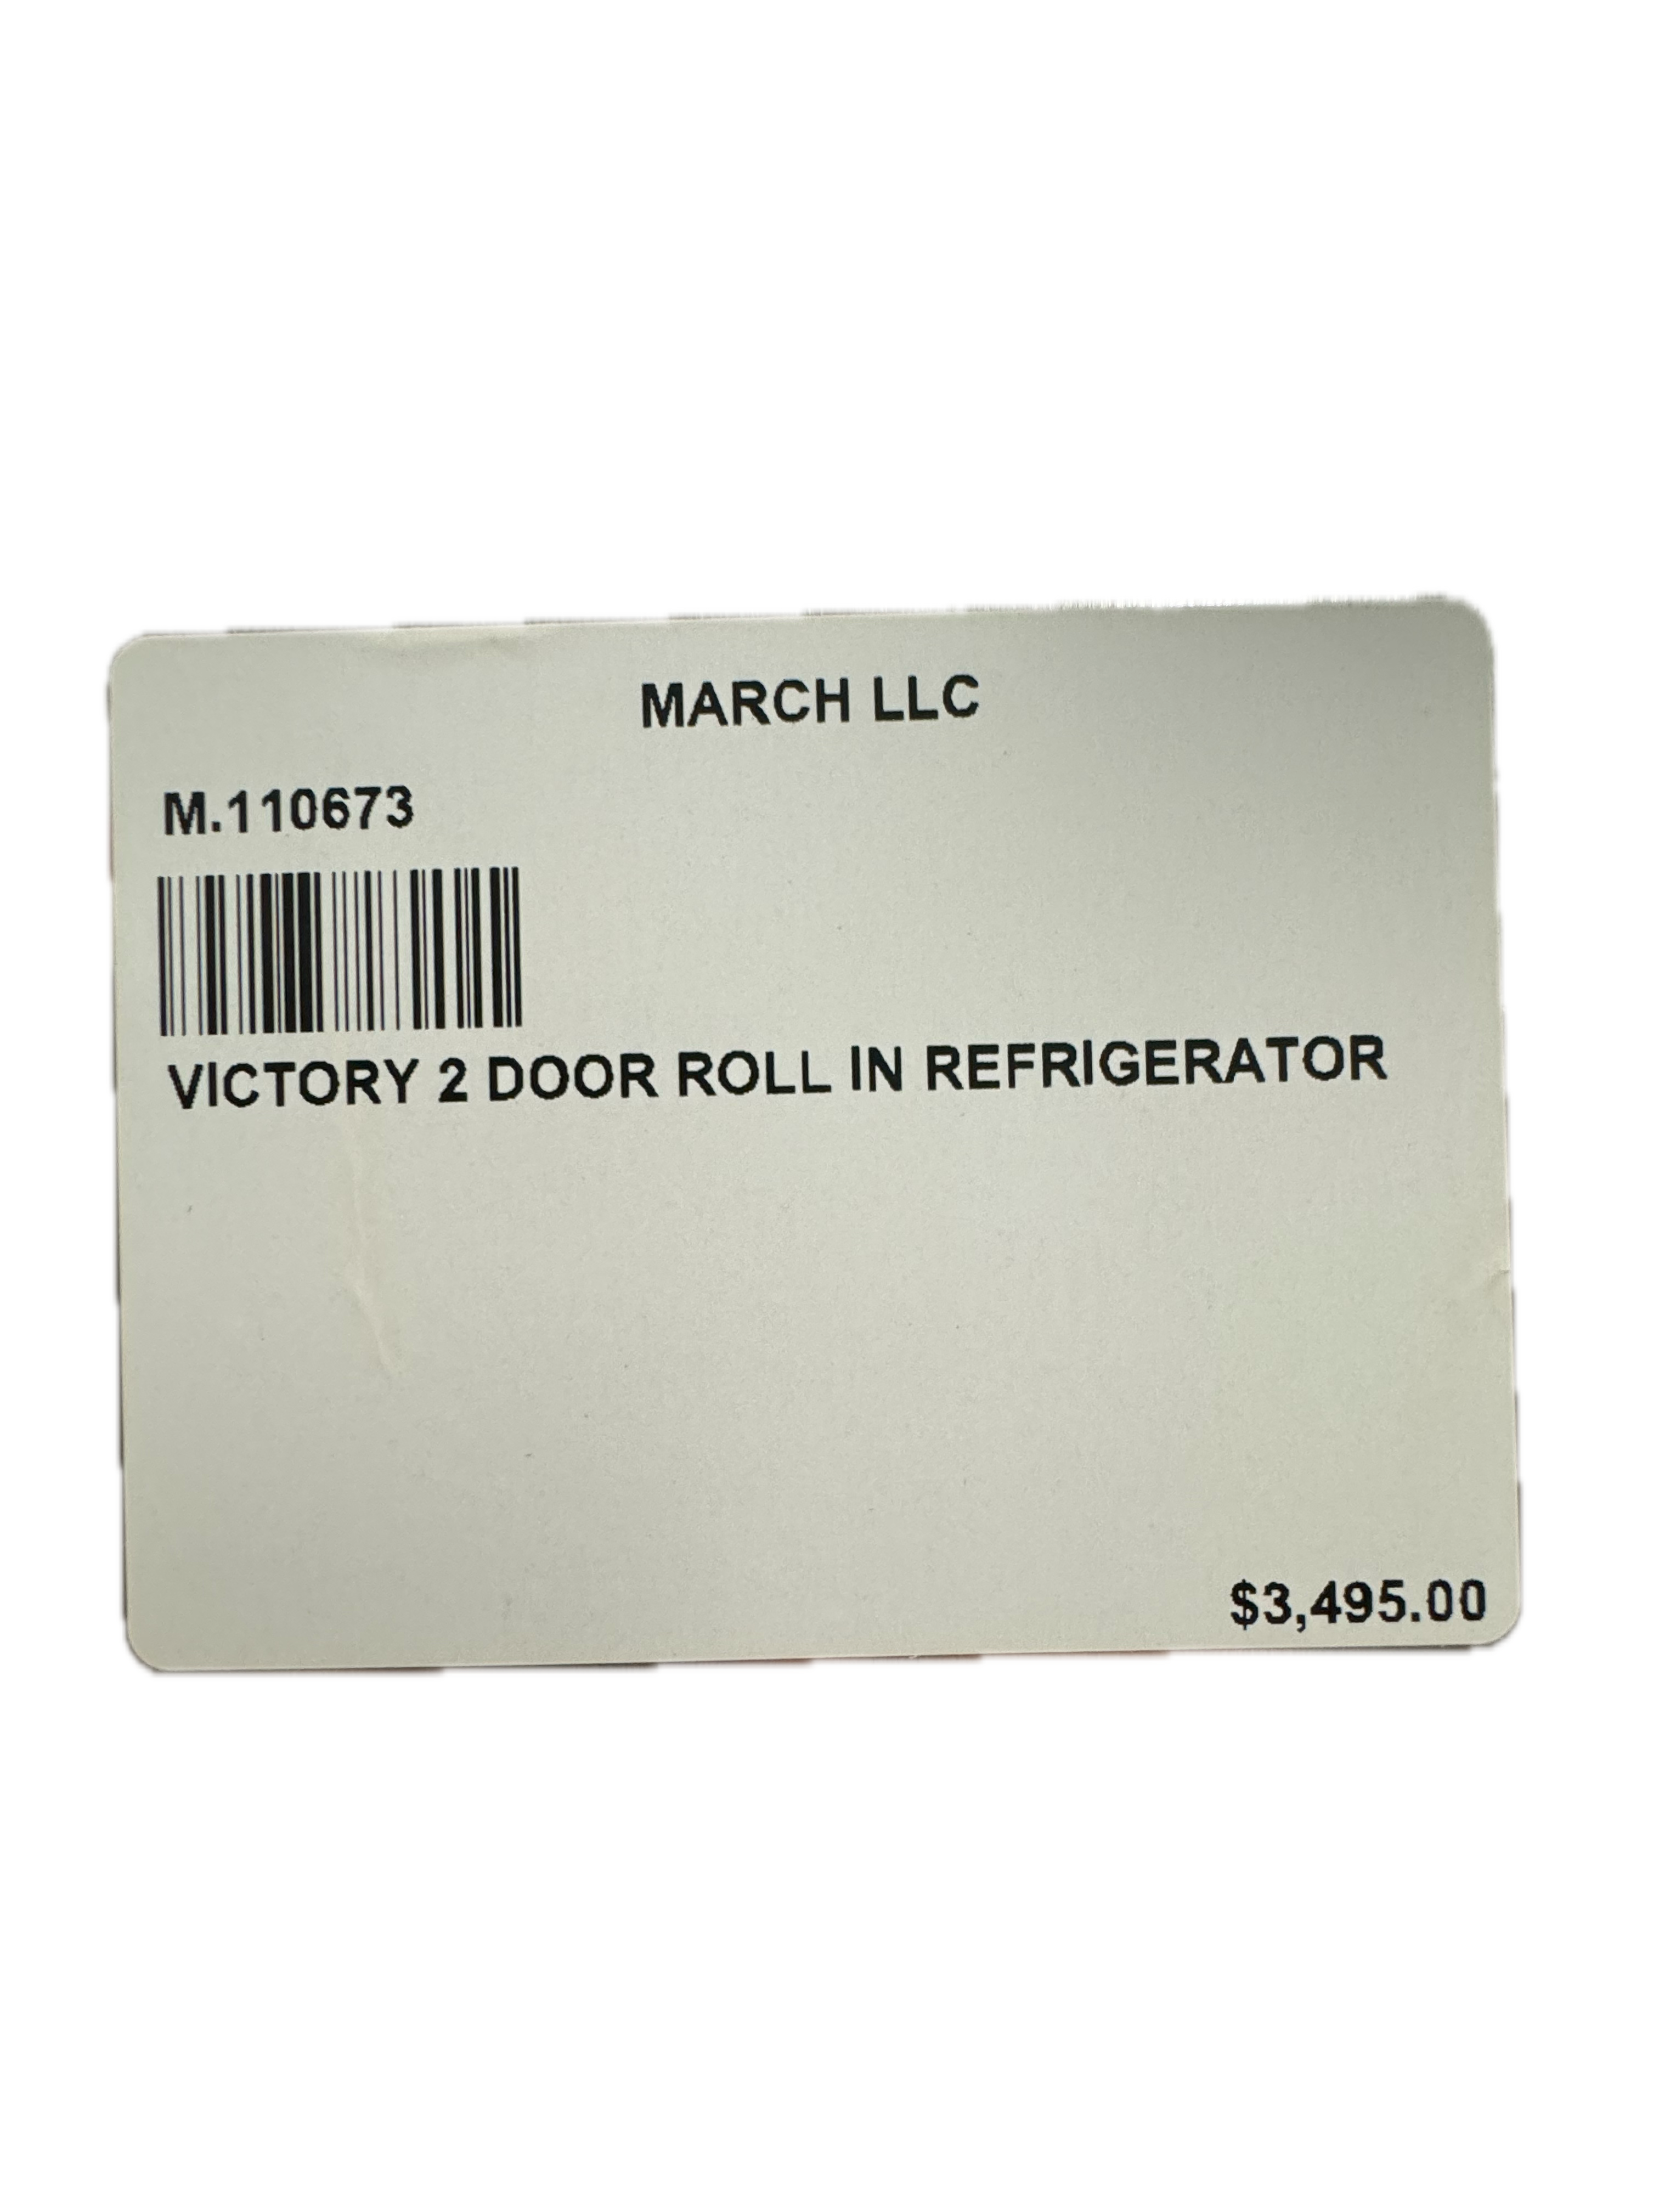 MARCH LLC
M.110673
VICTORY 2 DOOR ROLL IN REFRIGERATOR
$3,495.00